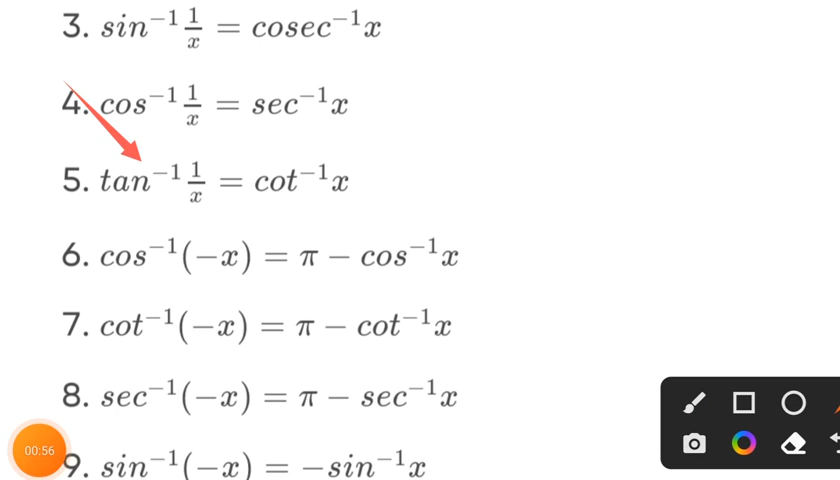 3. sin⁻¹ 1/x = cosec⁻¹x
4. cos⁻¹ 1/x = sec⁻¹x
5. tan⁻¹ 1/x = cot⁻¹x
6. cos⁻¹(−x) = π − cos⁻¹x
7. cot⁻¹(−x) = π − cot⁻¹x
8. sec⁻¹(−x) = π − sec⁻¹x
00:56
9. sin⁻¹(−x) = −sin⁻¹x